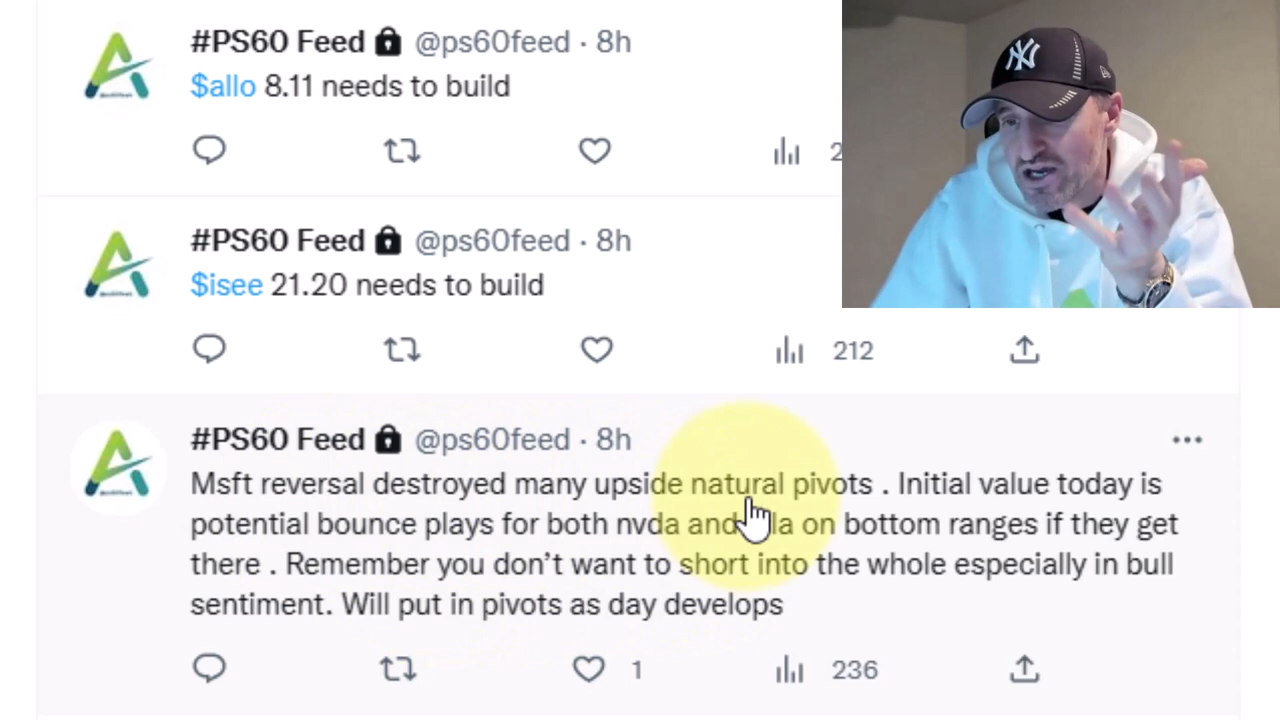 #PS60 Feed @ps60feed · 8h
$allo 8.11 needs to build
#PS60 Feed @ps60feed · 8h
$isee 21.20 needs to build
212
#PS60 Feed @ps60feed · 8h
Msft reversal destroyed many upside natural pivots . Initial value today is
potential bounce plays for both nvda and on bottom ranges if they get
there . Remember you don’t want to short into the whole especially in bull
sentiment. Will put in pivots as day develops
1 236
NY